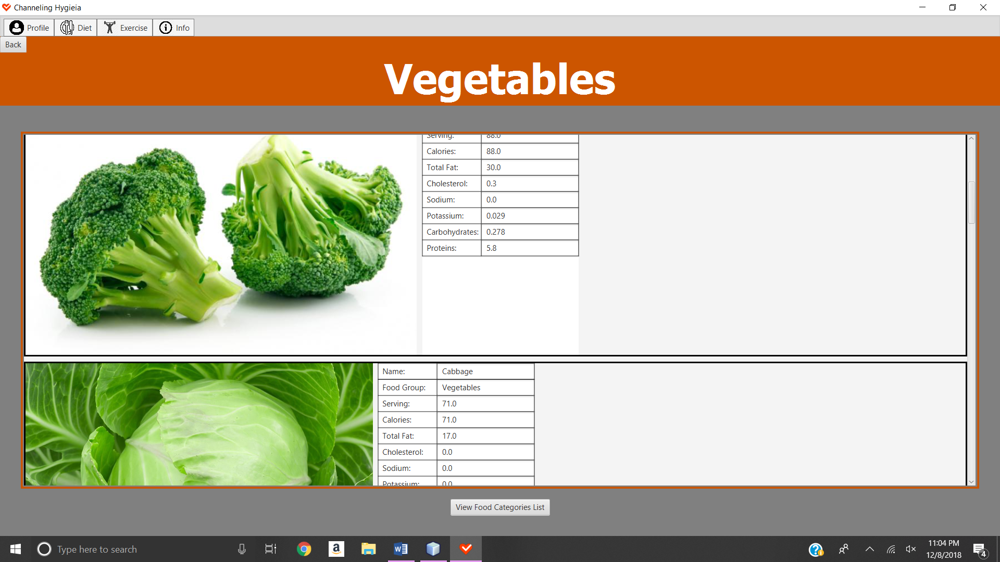 Channeling Hygieia
Profile Diet Exercise Info
Back
Vegetables
Serving: 88.0
Calories: 88.0
Total Fat: 30.0
Cholesterol: 0.3
Sodium: 0.0
Potassium: 0.029
Carbohydrates: 0.278
Proteins: 5.8
Name: Cabbage
Food Group: Vegetables
Serving: 71.0
Calories: 71.0
Total Fat: 17.0
Cholesterol: 0.0
Sodium: 0.0
Potassium: 0.0
View Food Categories List
Type here to search
11:04 PM
12/8/2018
4